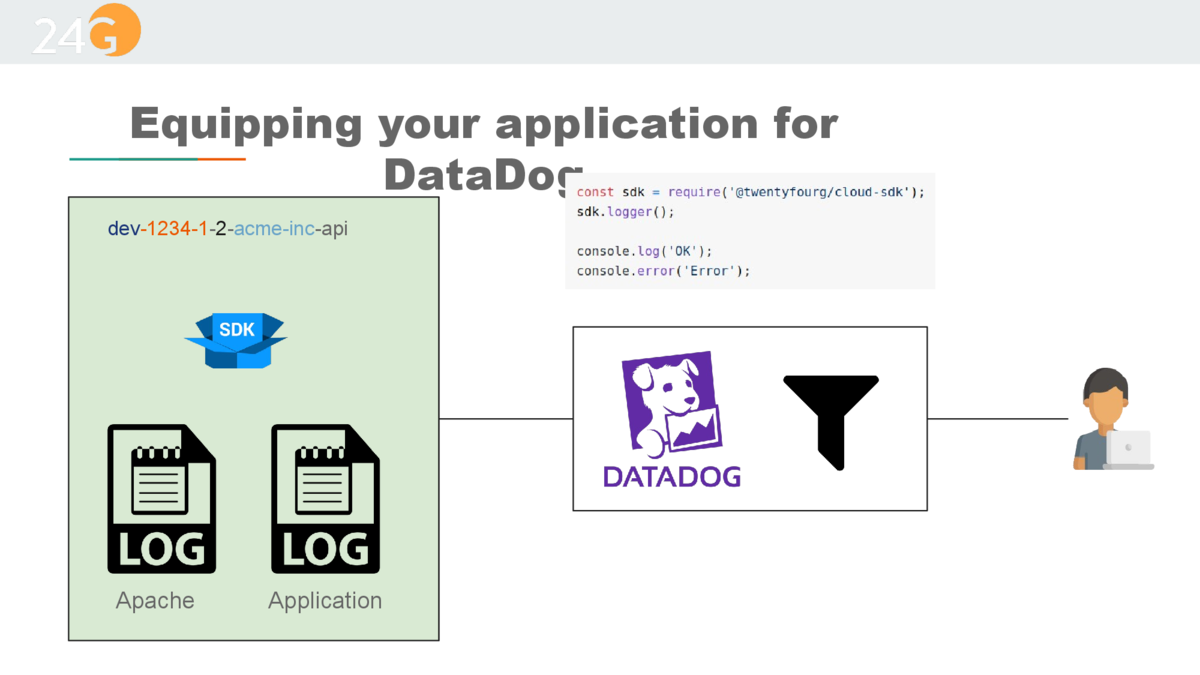 24G
Equipping your application for
DataDog
const sdk = require('@twentyfourg/cloud-sdk');
sdk.logger();
console.log('OK');
console.error('Error');
dev-1234-1-2-acme-inc-api
SDK
DATADOG
LOG
LOG
Apache
Application